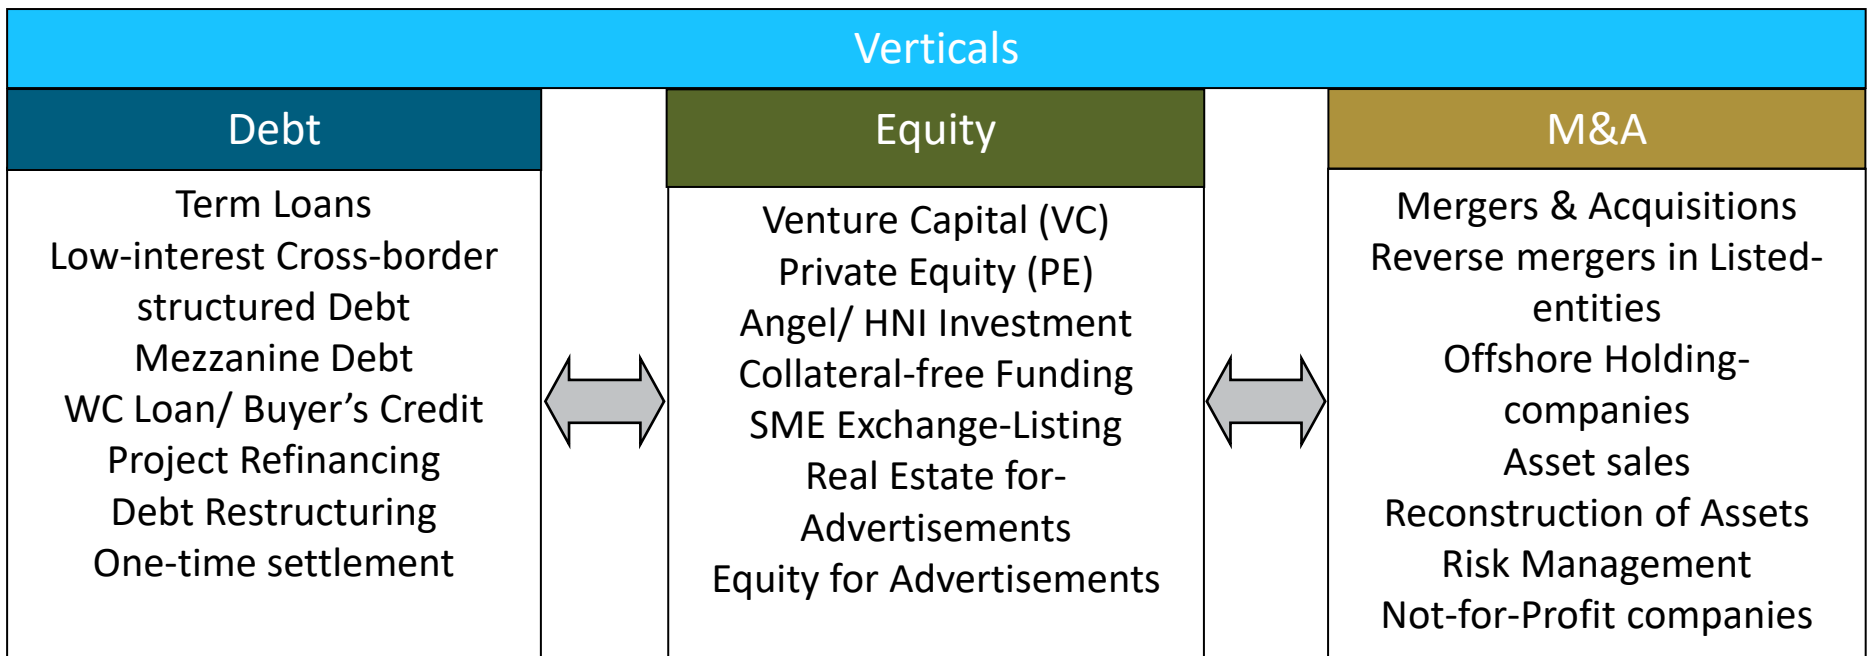 Verticals
Debt
Term Loans
Low-interest Cross-border
structured Debt
Mezzanine Debt
WC Loan/ Buyer’s Credit
Project Refinancing
Debt Restructuring
One-time settlement
Equity
Venture Capital (VC)
Private Equity (PE)
Angel/ HNI Investment
Collateral-free Funding
SME Exchange-Listing
Real Estate for-
Advertisements
Equity for Advertisements
M&A
Mergers & Acquisitions
Reverse mergers in Listed-
entities
Offshore Holding-
companies
Asset sales
Reconstruction of Assets
Risk Management
Not-for-Profit companies